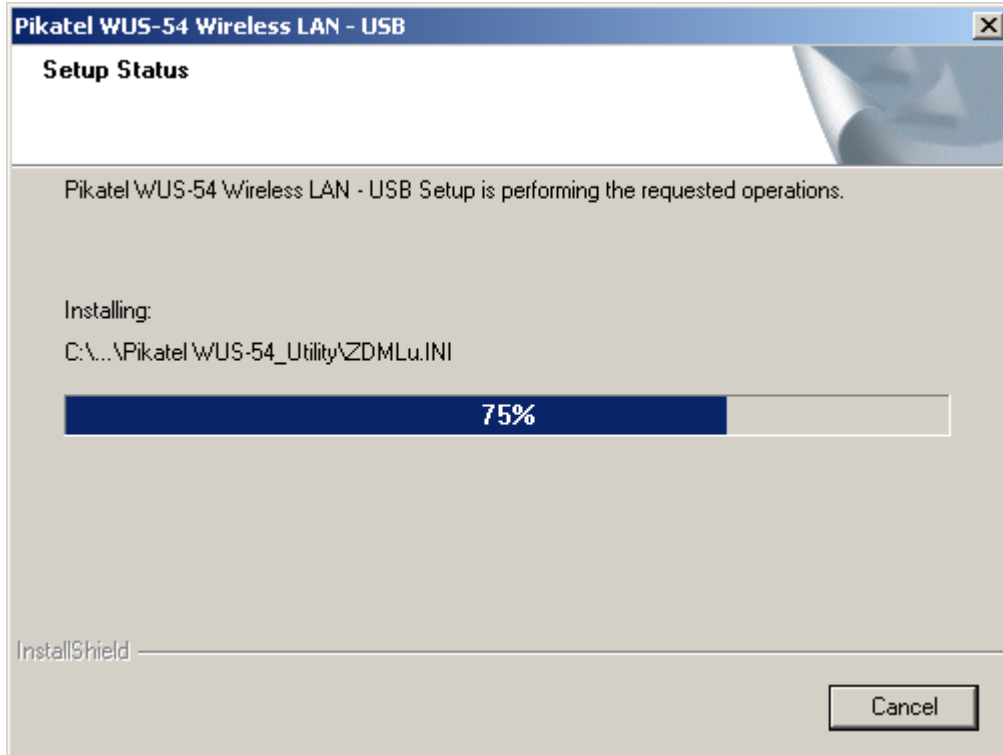 Pikatel WUS-54 Wireless LAN - USB
Setup Status
Pikatel WUS-54 Wireless LAN - USB Setup is performing the requested operations.
Installing:
C:\...\Pikatel WUS-54_Utility\ZDMLu.INI
75%
InstallShield
Cancel